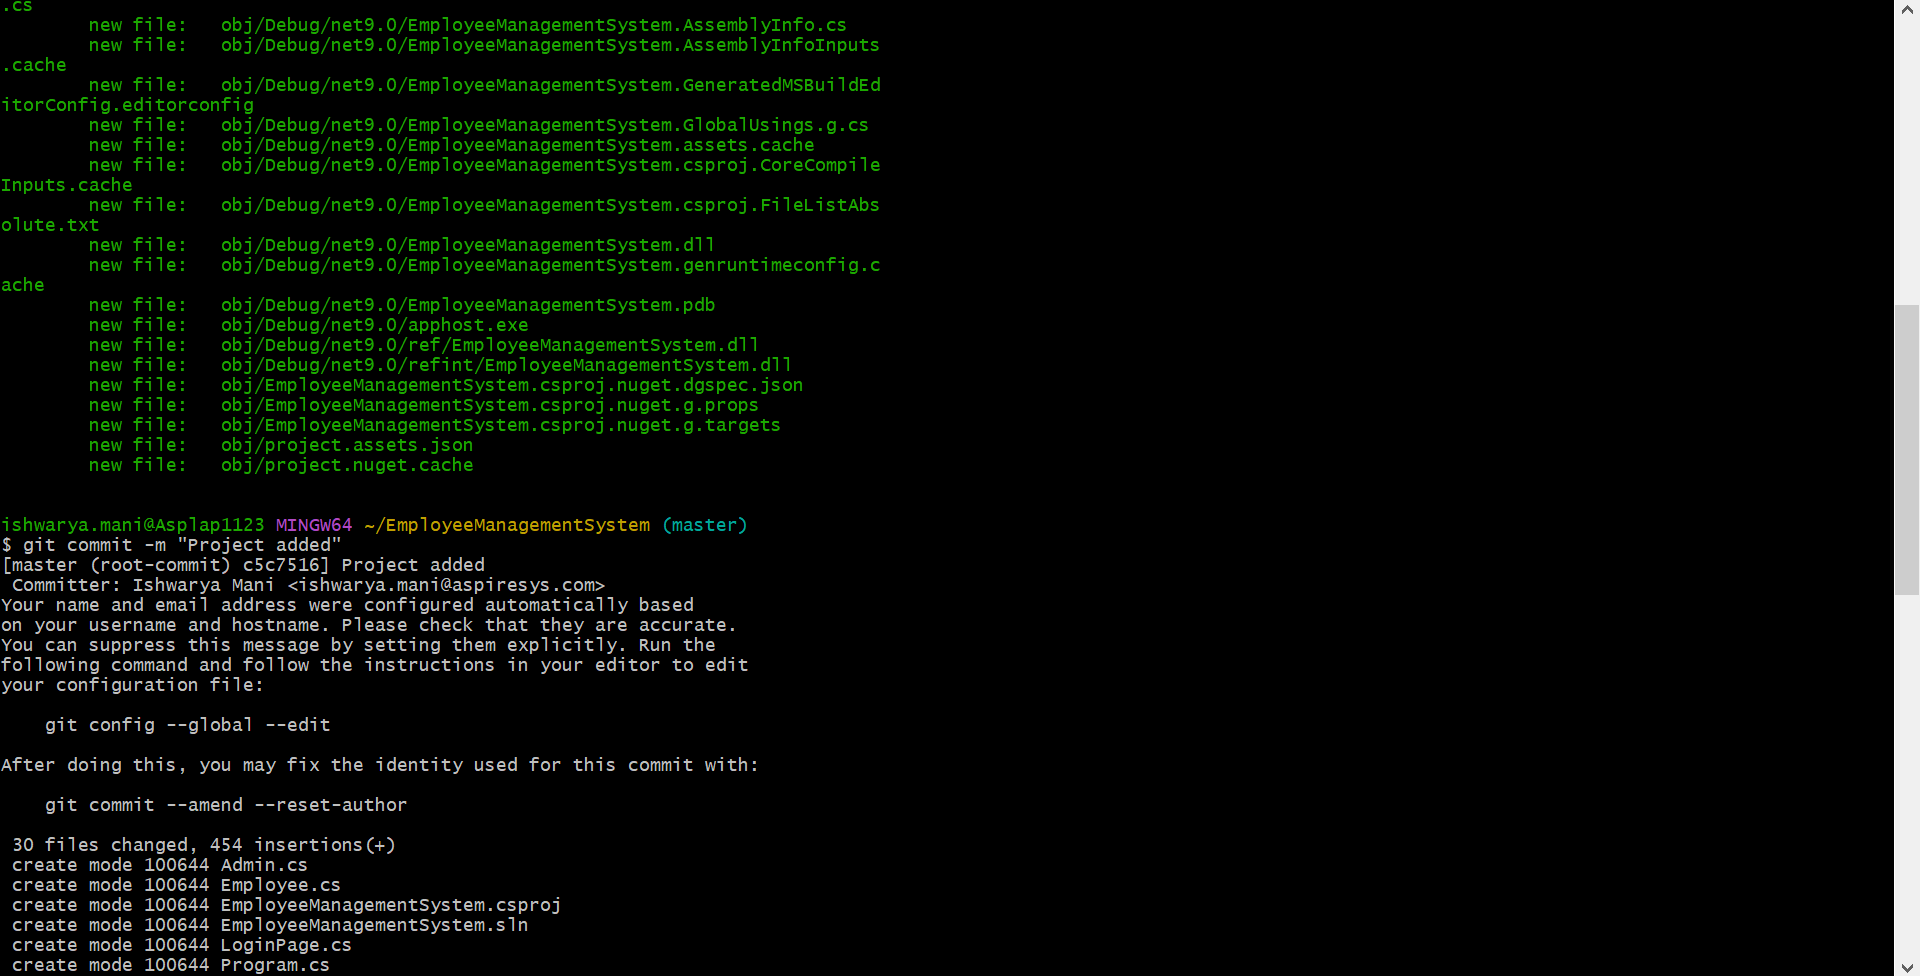 .cs
        new file:   obj/Debug/net9.0/EmployeeManagementSystem.AssemblyInfo.cs
        new file:   obj/Debug/net9.0/EmployeeManagementSystem.AssemblyInfoInputs
.cache
        new file:   obj/Debug/net9.0/EmployeeManagementSystem.GeneratedMSBuildEd
itorConfig.editorconfig
        new file:   obj/Debug/net9.0/EmployeeManagementSystem.GlobalUsings.g.cs
        new file:   obj/Debug/net9.0/EmployeeManagementSystem.assets.cache
        new file:   obj/Debug/net9.0/EmployeeManagementSystem.csproj.CoreCompile
Inputs.cache
        new file:   obj/Debug/net9.0/EmployeeManagementSystem.csproj.FileListAbs
olute.txt
        new file:   obj/Debug/net9.0/EmployeeManagementSystem.dll
        new file:   obj/Debug/net9.0/EmployeeManagementSystem.genruntimeconfig.c
ache
        new file:   obj/Debug/net9.0/EmployeeManagementSystem.pdb
        new file:   obj/Debug/net9.0/apphost.exe
        new file:   obj/Debug/net9.0/ref/EmployeeManagementSystem.dll
        new file:   obj/Debug/net9.0/refint/EmployeeManagementSystem.dll
        new file:   obj/EmployeeManagementSystem.csproj.nuget.dgspec.json
        new file:   obj/EmployeeManagementSystem.csproj.nuget.g.props
        new file:   obj/EmployeeManagementSystem.csproj.nuget.g.targets
        new file:   obj/project.assets.json
        new file:   obj/project.nuget.cache
ishwarya.mani@Asplap1123 MINGW64 ~/EmployeeManagementSystem (master)
$ git commit -m "Project added"
[master (root-commit) c5c7516] Project added
 Committer: Ishwarya Mani <ishwarya.mani@aspiresys.com>
Your name and email address were configured automatically based
on your username and hostname. Please check that they are accurate.
You can suppress this message by setting them explicitly. Run the
following command and follow the instructions in your editor to edit
your configuration file:
    git config --global --edit
After doing this, you may fix the identity used for this commit with:
    git commit --amend --reset-author
 30 files changed, 454 insertions(+)
 create mode 100644 Admin.cs
 create mode 100644 Employee.cs
 create mode 100644 EmployeeManagementSystem.csproj
 create mode 100644 EmployeeManagementSystem.sln
 create mode 100644 LoginPage.cs
 create mode 100644 Program.cs